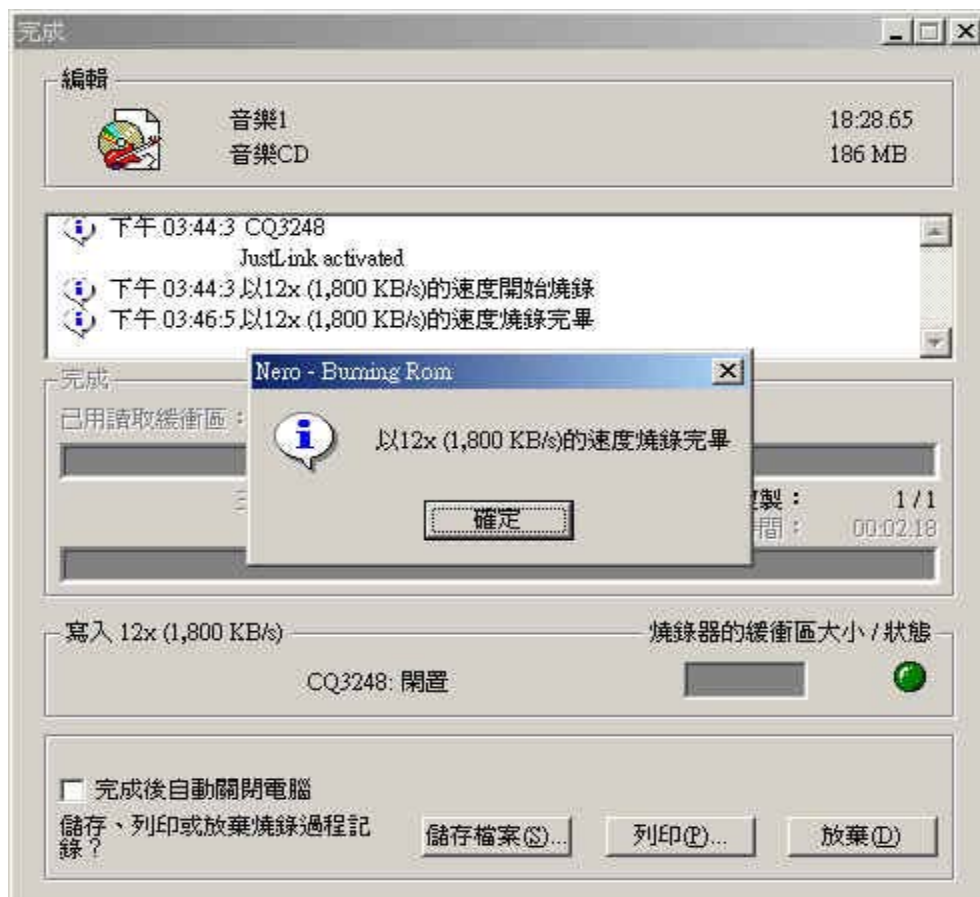 完成
編輯
音樂1 18:28.65
音樂CD 186 MB
下午 03:44:3 CQ3248
JustLink activated
下午 03:44:3 以12x (1,800 KB/s)的速度開始燒錄
下午 03:46:5 以12x (1,800 KB/s)的速度燒錄完畢
完成
已用讀取緩衝區：
Nero - Burning Rom
以12x (1,800 KB/s)的速度燒錄完畢
確定
製： 1 / 1
間： 00:02:18
寫入 12x (1,800 KB/s) 燒錄器的緩衝區大小 / 狀態
CQ3248: 閑置
完成後自動關閉電腦
儲存、列印或放棄燒錄過程記
錄？
儲存檔案(S)... 列印(P)... 放棄(D)